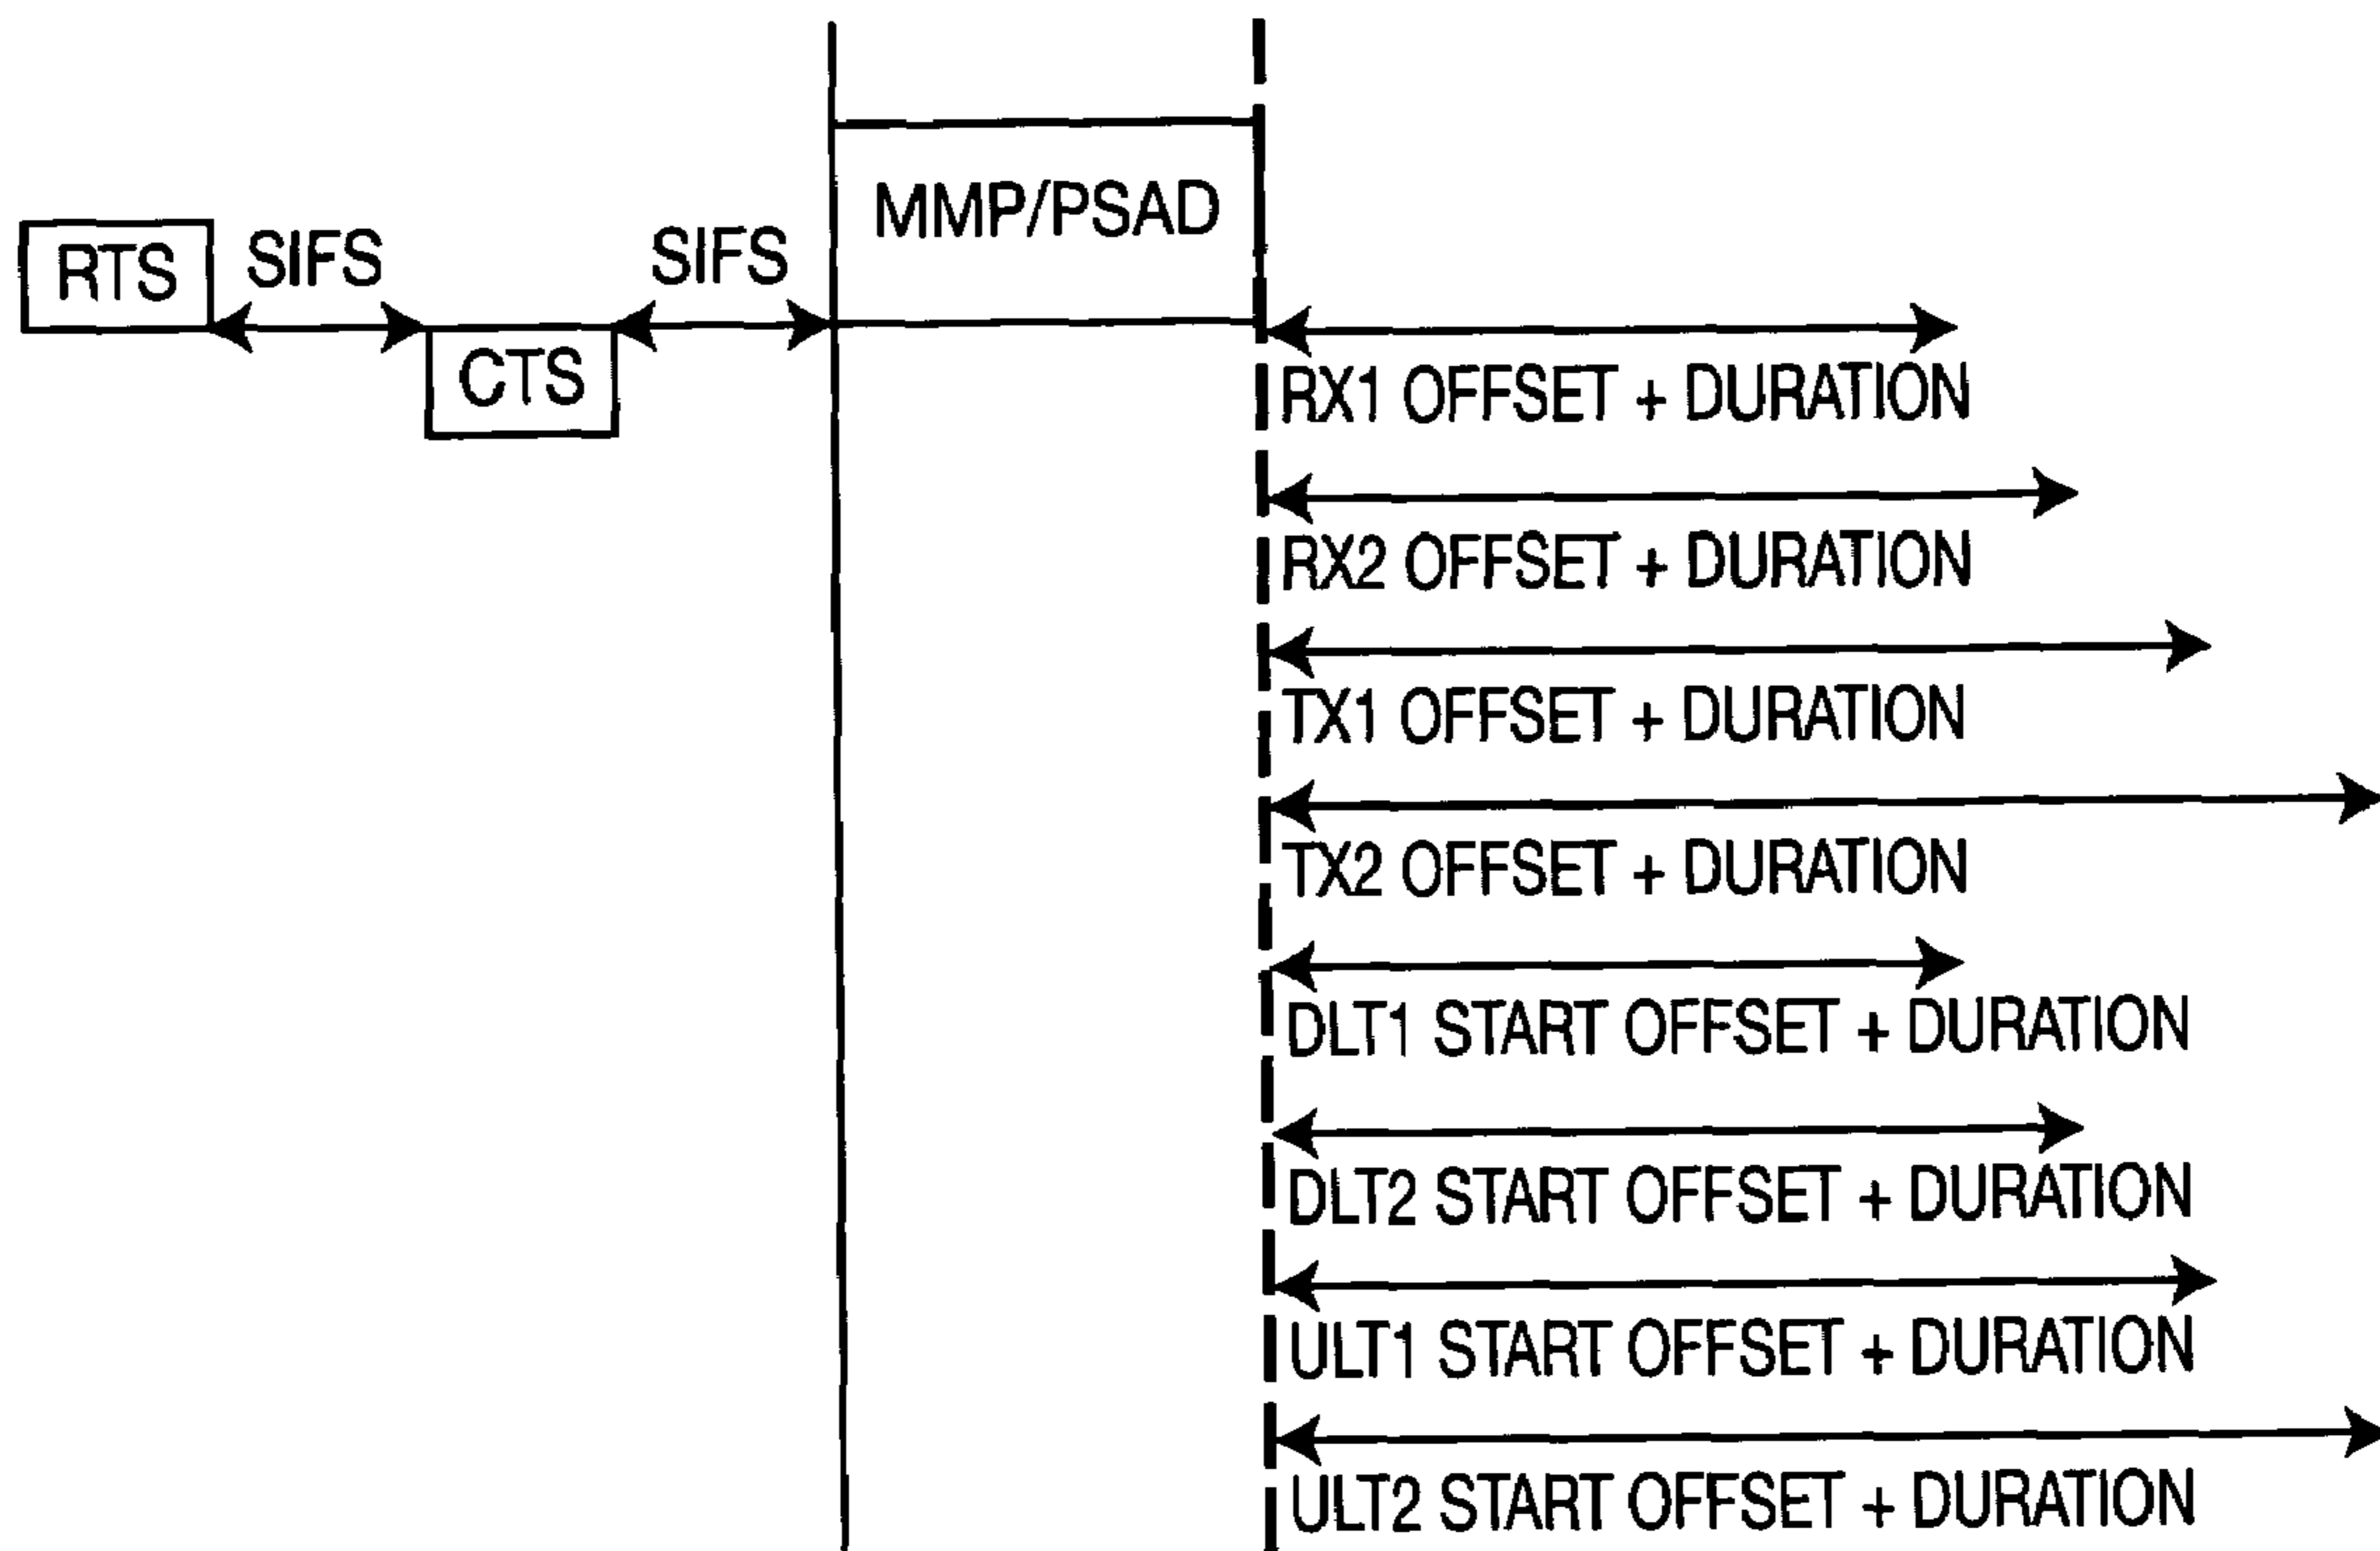 RTS
SIFS
CTS
SIFS
MMP/PSAD
RX1 OFFSET + DURATION
RX2 OFFSET + DURATION
TX1 OFFSET + DURATION
TX2 OFFSET + DURATION
DLT1 START OFFSET + DURATION
DLT2 START OFFSET + DURATION
ULT1 START OFFSET + DURATION
ULT2 START OFFSET + DURATION